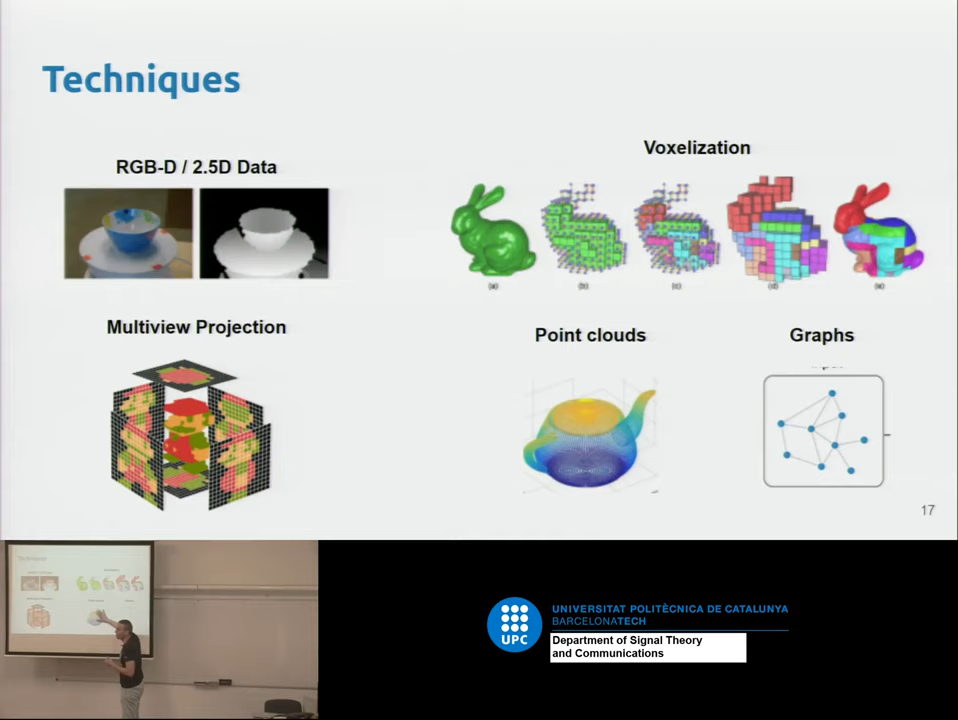 Techniques
RGB-D / 2.5D Data
Voxelization
(a)
(b)
(c)
(d)
(e)
Multiview Projection
Point clouds
Graphs
17
UPC
UNIVERSITAT POLITÈCNICA DE CATALUNYA
BARCELONATECH
Department of Signal Theory
and Communications